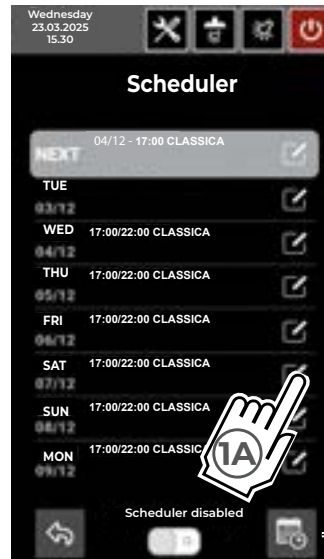 Wednesday
23.03.2025
15.30
Scheduler
NEXT 04/12 - 17:00 CLASSICA
TUE
03/12
WED 17:00/22:00 CLASSICA
04/12
THU 17:00/22:00 CLASSICA
05/12
FRI 17:00/22:00 CLASSICA
06/12
SAT 17:00/22:00 CLASSICA
07/12
SUN 17:00/22:00 CLASSICA
08/12
MON 17:00/22:00 CLASSIC
09/12
1A
Scheduler disabled